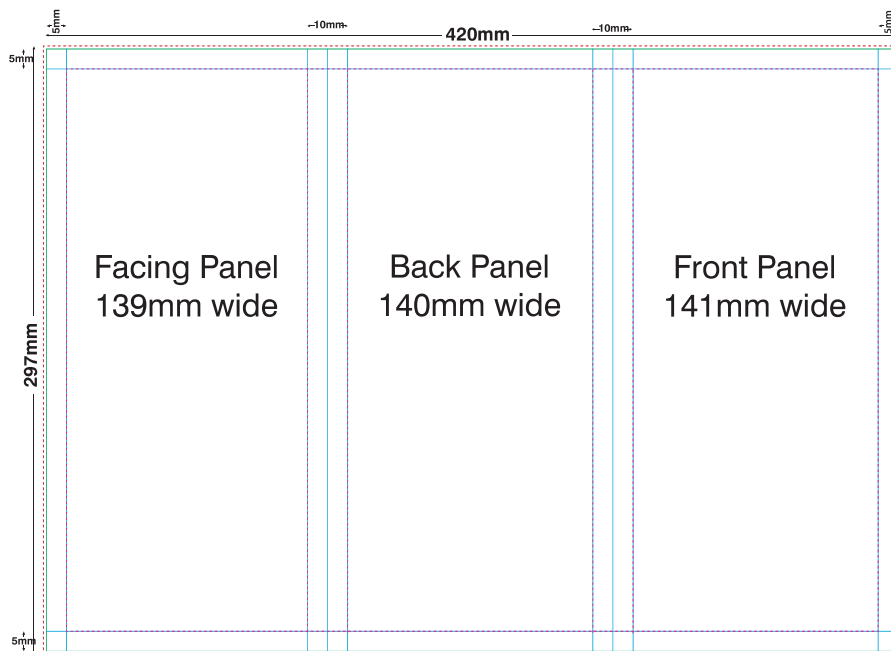 5mm
10mm
10mm
5mm
420mm
5mm
Facing Panel
139mm wide
Back Panel
140mm wide
Front Panel
141mm wide
297mm
5mm